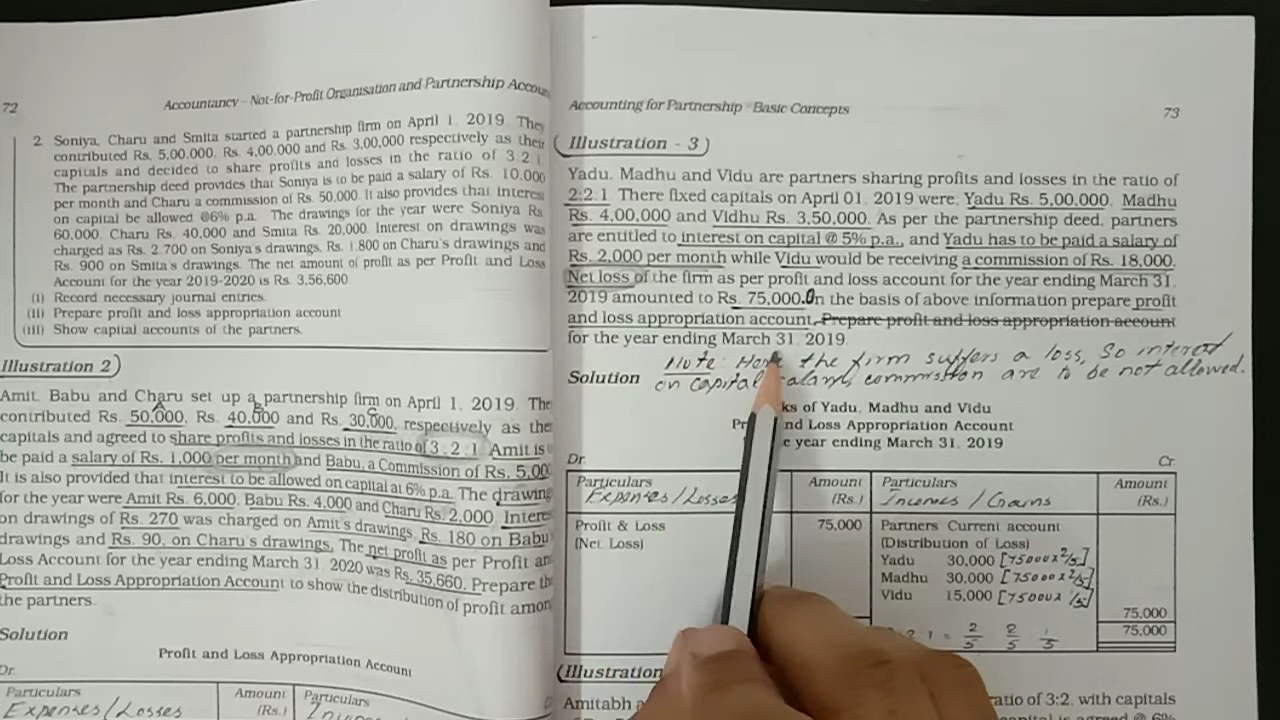 72
Accountancy – Not-for-Profit Organisation and Partnership Accoun
2. Soniya, Charu and Smita started a partnership firm on April 1, 2019. They
contributed Rs. 5,00,000, Rs. 4,00,000 and Rs. 3,00,000 respectively as their
capitals and decided to share profits and losses in the ratio of 3:2:1.
The partnership deed provides that Soniya is to be paid a salary of Rs. 10,000
per month and Charu a commission of Rs. 50,000. It also provides that interest
on capital be allowed @6% p.a. The drawings for the year were Soniya Rs.
60,000, Charu Rs. 40,000 and Smita Rs. 20,000. Interest on drawings was
charged as Rs. 2,700 on Soniya's drawings, Rs. 1,800 on Charu's drawings and
Rs. 900 on Smita's drawings. The net amount of profit as per Profit and Loss
Account for the year 2019-2020 is Rs. 3,56,600
(i) Record necessary journal entries.
(ii) Prepare profit and loss appropriation account
(iii) Show capital accounts of the partners.
Illustration 2)
Amit, Babu and Charu set up a partnership firm on April 1, 2019. The
A B C
contributed Rs. 50,000, Rs. 40,000 and Rs. 30,000, respectively as the
capitals and agreed to share profits and losses in the ratio of 3:2:1. Amit is
be paid a salary of Rs. 1,000 per month and Babu, a Commission of Rs. 5,00
It is also provided that interest to be allowed on capital at 6% p.a. The drawing
for the year were Amit Rs. 6,000, Babu Rs. 4,000 and Charu Rs. 2,000. Interes
on drawings of Rs. 270 was charged on Amit's drawings, Rs. 180 on Babu
drawings and Rs. 90, on Charu's drawings. The net profit as per Profit an
Loss Account for the year ending March 31, 2020 was Rs. 35,660. Prepare th
Profit and Loss Appropriation Account to show the distribution of profit amon
the partners.
Solution
Profit and Loss Appropriation Account
Dr.
Particulars Amount Particulars
Expenses/Losses (Rs.)
Accounting for Partnership : Basic Concepts
73
(Illustration - 3)
Yadu, Madhu and Vidu are partners sharing profits and losses in the ratio of
2:2:1. There fixed capitals on April 01, 2019 were; Yadu Rs. 5,00,000, Madhu
Rs. 4,00,000 and Vidhu Rs. 3,50,000. As per the partnership deed, partners
are entitled to interest on capital @ 5% p.a., and Yadu has to be paid a salary of
Rs. 2,000 per month while Vidu would be receiving a commission of Rs. 18,000.
Net loss of the firm as per profit and loss account for the year ending March 31,
2019 amounted to Rs. 75,000.On the basis of above information prepare profit
and loss appropriation account. Prepare profit and loss appropriation account
for the year ending March 31, 2019.
Note: the firm suffers a loss, so interest
Solution
on capital, salary, commission are to be not allowed.
ks of Yadu, Madhu and Vidu
nd Loss Appropriation Account
e year ending March 31, 2019
Dr. Cr.
Particulars Amount Particulars Amount
Expenses/Losses (Rs.) Incomes/Gains (Rs.)
Profit & Loss 75,000 Partners' Current account
(Net Loss) (Distribution of Loss)
Yadu 30,000 [75000x2/5]
Madhu 30,000 [75000x2/5]
Vidu 15,000 [75000x /5]
75,000
2 1 = 2/5 2/5 1/5 75,000
(Illustration
Amitabh a ratio of 3:2, with capitals